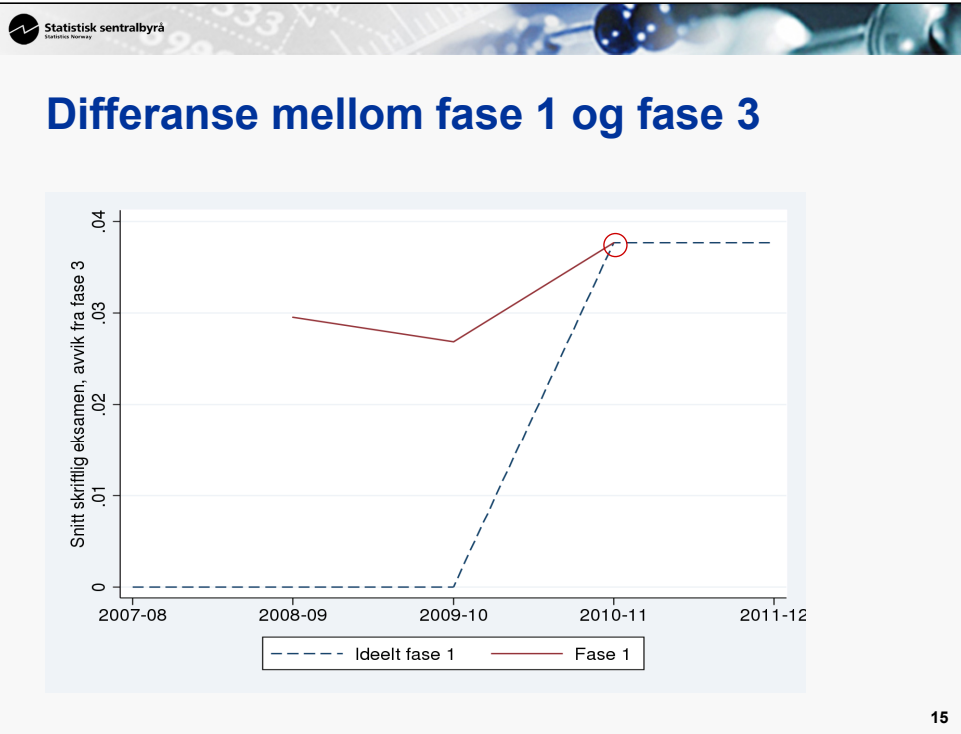 Statistisk sentralbyrå
Statistics Norway
Differanse mellom fase 1 og fase 3
Snitt skriftlig eksamen, avvik fra fase 3
.04
.03
.02
.01
0
2007-08 2008-09 2009-10 2010-11 2011-12
Ideelt fase 1 Fase 1
15